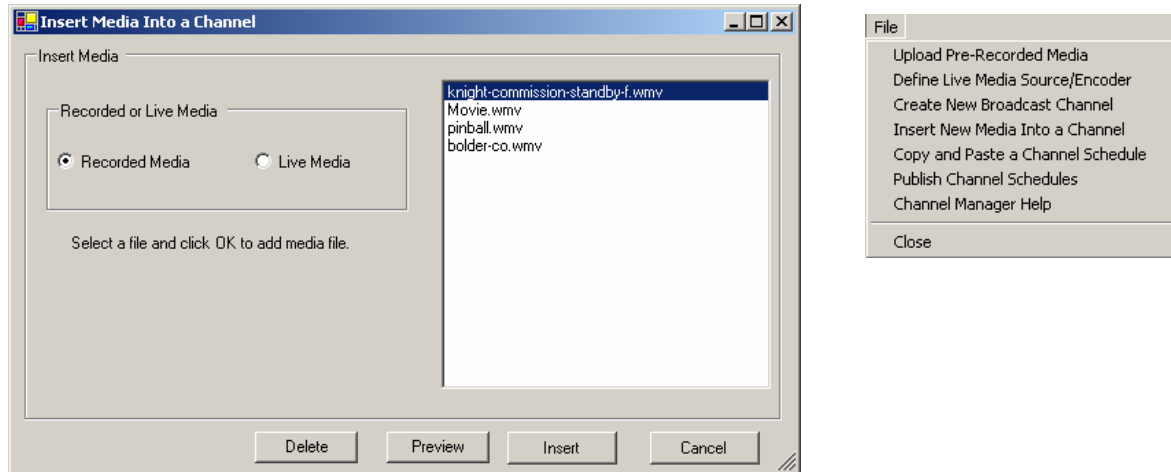 Insert Media Into a Channel
Insert Media
Recorded or Live Media
Recorded Media
Live Media
Select a file and click OK to add media file.
knight-commission-standby-f.wmv
Movie.wmv
pinball.wmv
bolder-co.wmv
Delete
Preview
Insert
Cancel
File
Upload Pre-Recorded Media
Define Live Media Source/Encoder
Create New Broadcast Channel
Insert New Media Into a Channel
Copy and Paste a Channel Schedule
Publish Channel Schedules
Channel Manager Help
Close